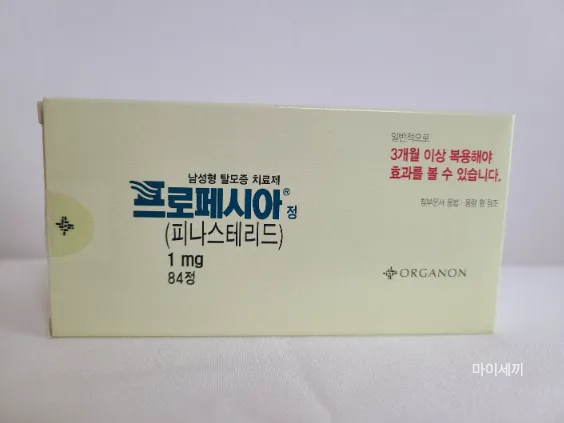 남성형 탈모증 치료제
프로페시아® 정
(피나스테리드)
1 mg
84정
일반적으로
3개월 이상 복용해야
효과를 볼 수 있습니다.
첨부문서 용법 · 용량 항 참조
ORGANON
마이세끼